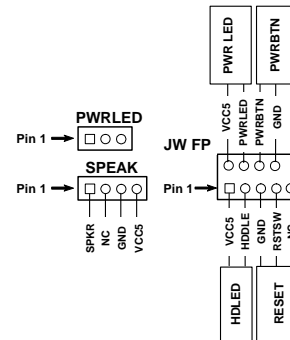 PWR LED
PWRBTN
VCC5
PWRLED
PWRBTN
GND
PWRLED
Pin 1
JW FP
SPEAK
Pin 1
Pin 1
SPKR
NC
GND
VCC5
VCC5
HDDLE
GND
RSTSW
HDLED
RESET